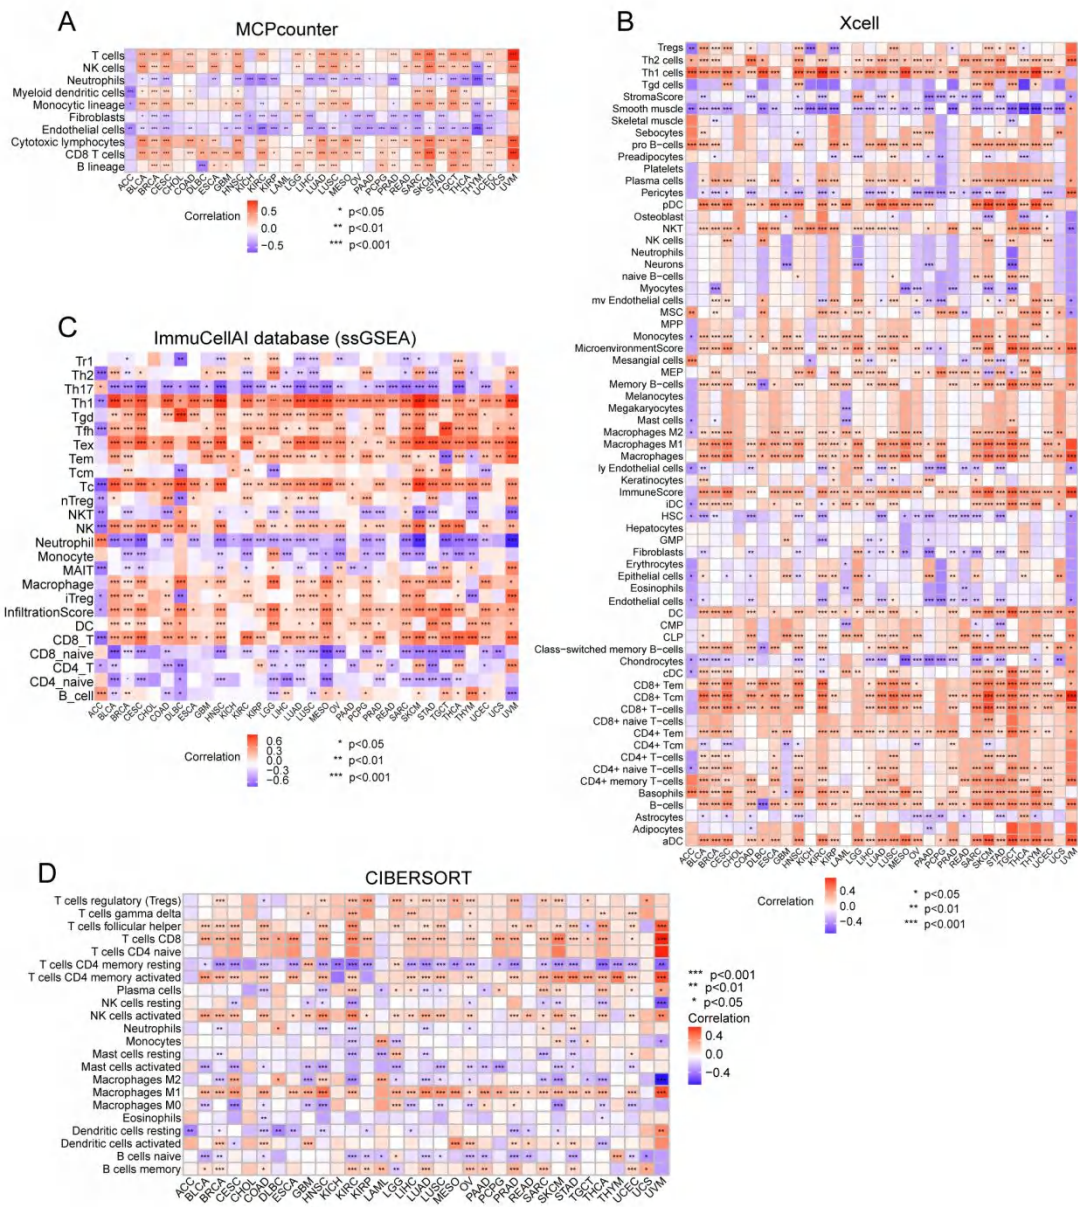 A
MCPcounter
T cells
NK cells
Neutrophils
Myeloid dendritic cells
Monocytic lineage
Fibroblasts
Endothelial cells
Cytotoxic lymphocytes
CD8 T cells
B lineage
ACC BLCA BRCA CESC CHOL COAD DLBC ESCA GBM HNSC KICH KIRC KIRP LAML LGG LIHC LUAD LUSC MESO OV PAAD PCPG PRAD READ SARC SKCM STAD TGCT THCA THYM UCEC UCS UVM
Correlation
0.5
0.0
−0.5
* p<0.05
** p<0.01
*** p<0.001
B
Xcell
Tregs
Th2 cells
Th1 cells
Tgd cells
StromaScore
Smooth muscle
Skeletal muscle
Sebocytes
pro B-cells
Preadipocytes
Platelets
Plasma cells
Pericytes
pDC
Osteoblast
NKT
NK cells
Neutrophils
Neurons
naive B-cells
Myocytes
mv Endothelial cells
MSC
MPP
Monocytes
MicroenvironmentScore
Mesangial cells
MEP
Memory B-cells
Melanocytes
Megakaryocytes
Mast cells
Macrophages M2
Macrophages M1
Macrophages
ly Endothelial cells
Keratinocytes
ImmuneScore
iDC
HSC
Hepatocytes
GMP
Fibroblasts
Erythrocytes
Epithelial cells
Eosinophils
Endothelial cells
DC
CMP
CLP
Class-switched memory B-cells
Chondrocytes
cDC
CD8+ Tem
CD8+ Tcm
CD8+ T-cells
CD8+ naive T-cells
CD4+ Tem
CD4+ Tcm
CD4+ T-cells
CD4+ naive T-cells
CD4+ memory T-cells
Basophils
B-cells
Astrocytes
Adipocytes
aDC
ACC BLCA BRCA CESC CHOL COAD DLBC ESCA GBM HNSC KICH KIRC KIRP LAML LGG LIHC LUAD LUSC MESO OV PAAD PCPG PRAD READ SARC SKCM STAD TGCT THCA THYM UCEC UCS UVM
Correlation
0.4
0.0
−0.4
* p<0.05
** p<0.01
*** p<0.001
C
ImmuCellAI database (ssGSEA)
Tr1
Th2
Th17
Th1
Tgd
Tfh
Tex
Tem
Tcm
Tc
nTreg
NKT
NK
Neutrophil
Monocyte
MAIT
Macrophage
iTreg
InfiltrationScore
DC
CD8_T
CD8_naive
CD4_T
CD4_naive
B_cell
ACC BLCA BRCA CESC CHOL COAD DLBC ESCA GBM HNSC KICH KIRC KIRP LGG LIHC LUAD LUSC MESO OV PAAD PCPG PRAD READ SARC SKCM STAD TGCT THCA THYM UCEC UCS UVM
Correlation
0.6
0.3
0.0
−0.3
−0.6
* p<0.05
** p<0.01
*** p<0.001
D
CIBERSORT
T cells regulatory (Tregs)
T cells gamma delta
T cells follicular helper
T cells CD8
T cells CD4 naive
T cells CD4 memory resting
T cells CD4 memory activated
Plasma cells
NK cells resting
NK cells activated
Neutrophils
Monocytes
Mast cells resting
Mast cells activated
Macrophages M2
Macrophages M1
Macrophages M0
Eosinophils
Dendritic cells resting
Dendritic cells activated
B cells naive
B cells memory
ACC BLCA BRCA CESC CHOL COAD DLBC ESCA GBM HNSC KICH KIRC KIRP LAML LGG LIHC LUAD LUSC MESO OV PAAD PCPG PRAD READ SARC SKCM STAD TGCT THCA THYM UCEC UCS UVM
*** p<0.001
** p<0.01
* p<0.05
Correlation
0.4
0.0
−0.4